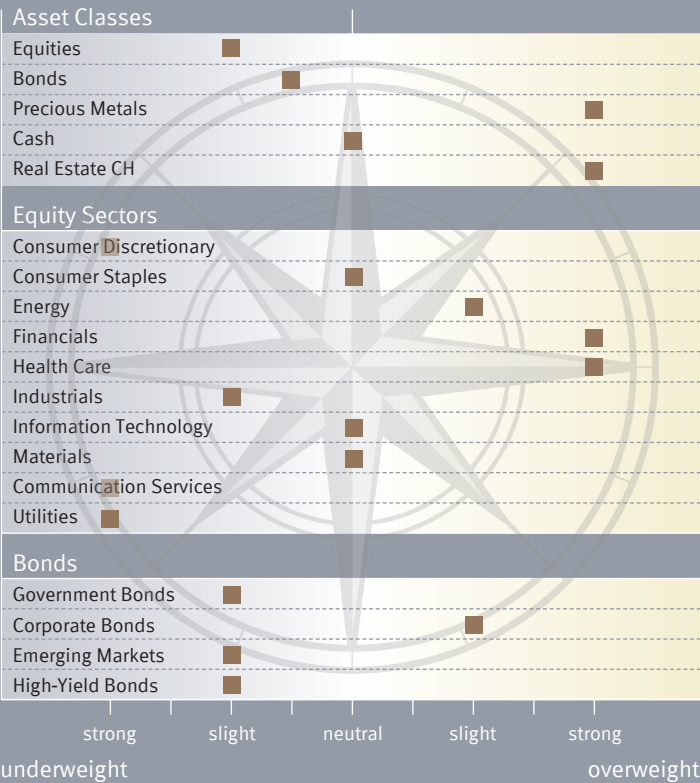 Asset Classes
Equities
Bonds
Precious Metals
Cash
Real Estate CH
Equity Sectors
Consumer Discretionary
Consumer Staples
Energy
Financials
Health Care
Industrials
Information Technology
Materials
Communication Services
Utilities
Bonds
Government Bonds
Corporate Bonds
Emerging Markets
High-Yield Bonds
strong slight neutral slight strong
underweight overweight